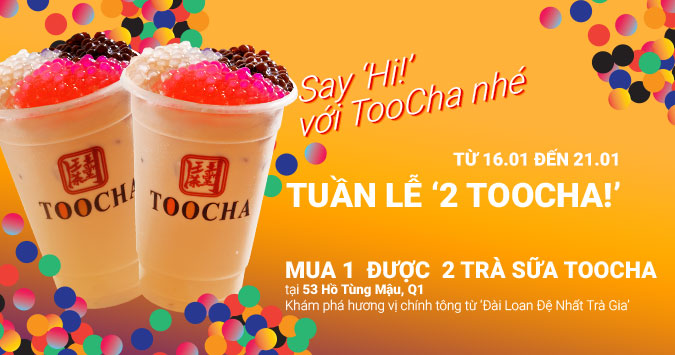 Say 'Hi!'
với TooCha nhé
TỪ 16.01 ĐẾN 21.01
TUẦN LỄ '2 TOOCHA!'
MUA 1 ĐƯỢC 2 TRÀ SỮA TOOCHA
tại 53 Hồ Tùng Mậu, Q1
Khám phá hương vị chính tông từ 'Đài Loan Đệ Nhất Trà Gia'
TOOCHA
TOOCHA